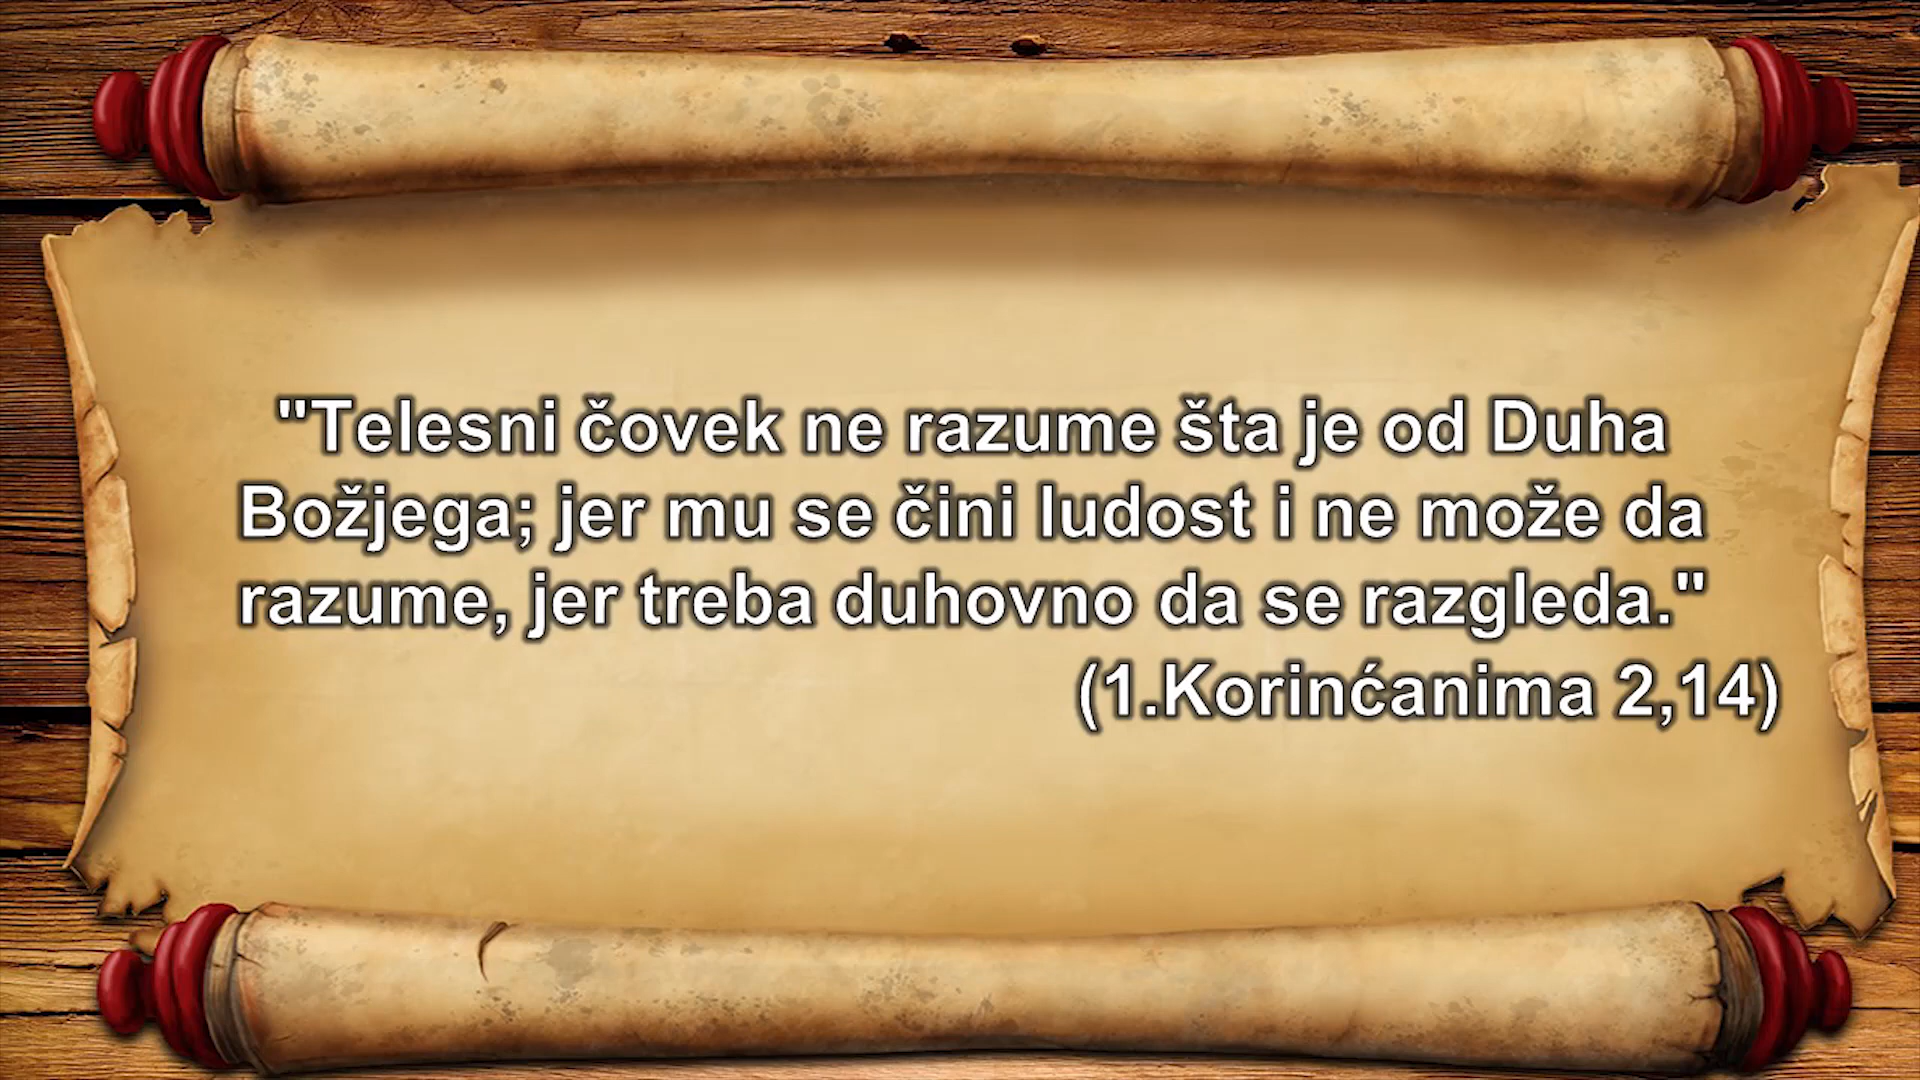 "Telesni čovek ne razume šta je od Duha
Božjega; jer mu se čini ludost i ne može da
razume, jer treba duhovno da se razgleda."
(1.Korinćanima 2,14)